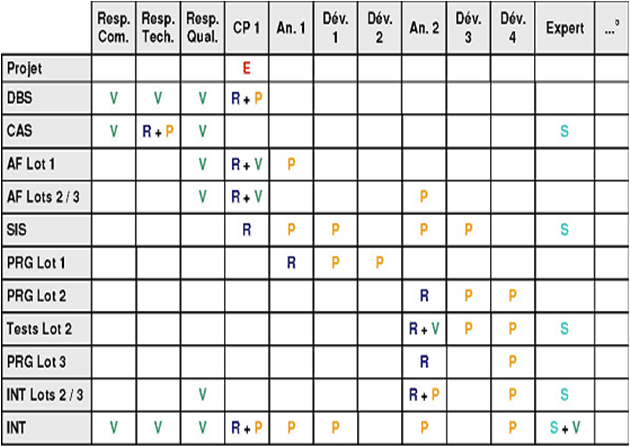 Resp. Com. Resp. Tech. Resp. Qual. CP 1 An. 1 Dév. 1 Dév. 2 An. 2 Dév. 3 Dév. 4 Expert ...
Projet E
DBS V V V R + P
CAS V R + P V S
AF Lot 1 V R + V P
AF Lots 2 / 3 V R + V P
SIS R P P P P S
PRG Lot 1 R P P
PRG Lot 2 R P P
Tests Lot 2 R + V P P S
PRG Lot 3 R P
INT Lots 2 / 3 V R + P P S
INT V V V R + P P P P P S + V